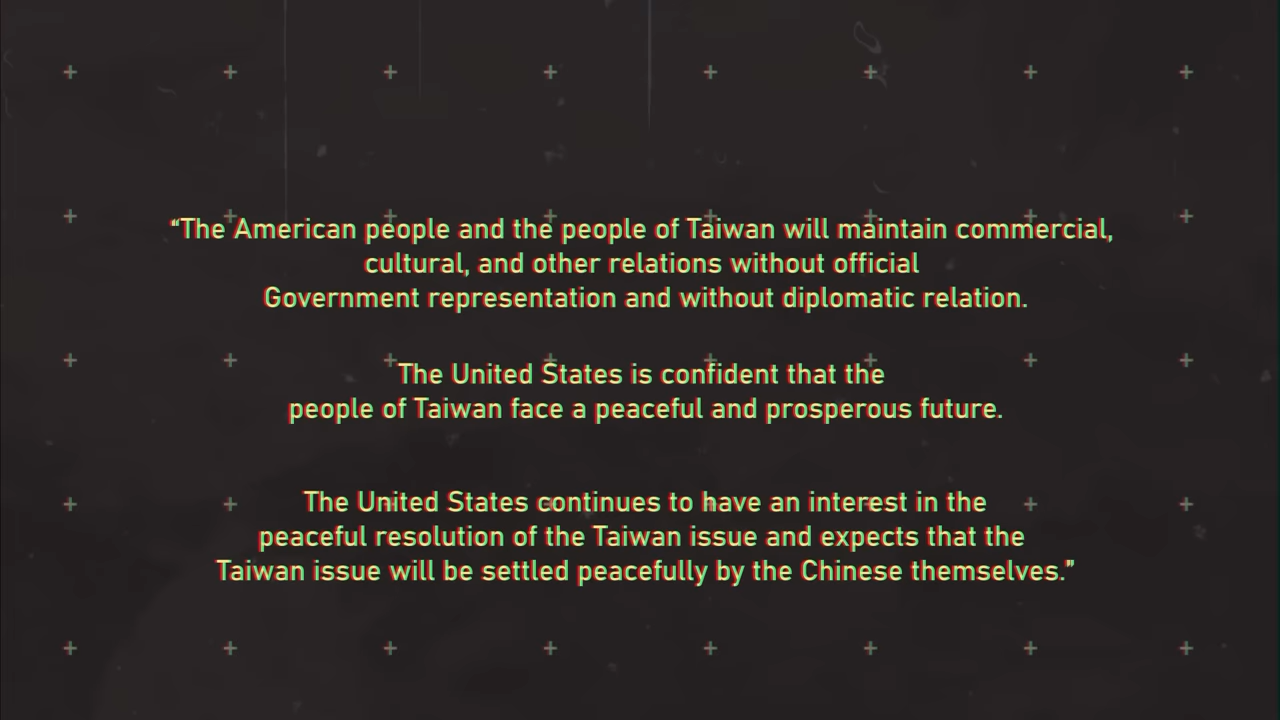 “The American people and the people of Taiwan will maintain commercial,
cultural, and other relations without official
Government representation and without diplomatic relation.
The United States is confident that the
people of Taiwan face a peaceful and prosperous future.
The United States continues to have an interest in the
peaceful resolution of the Taiwan issue and expects that the
Taiwan issue will be settled peacefully by the Chinese themselves.”